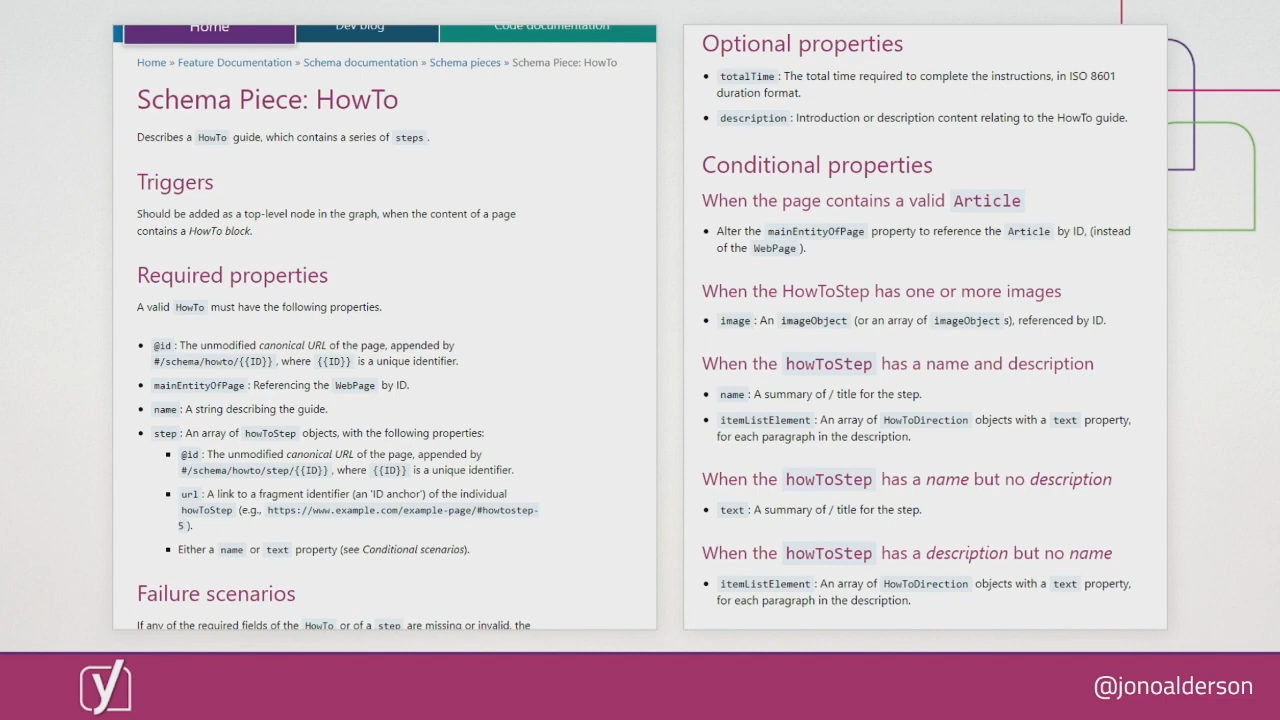 Home
Dev blog
Code documentation
Home » Feature Documentation » Schema documentation » Schema pieces » Schema Piece: HowTo
Schema Piece: HowTo
Describes a HowTo guide, which contains a series of steps .
Triggers
Should be added as a top-level node in the graph, when the content of a page
contains a HowTo block.
Required properties
A valid HowTo must have the following properties.
• @id : The unmodified canonical URL of the page, appended by
#/schema/howto/{{ID}} , where {{ID}} is a unique identifier.
• mainEntityOfPage : Referencing the WebPage by ID.
• name : A string describing the guide.
• step : An array of howToStep objects, with the following properties:
▪ @id : The unmodified canonical URL of the page, appended by
#/schema/howto/step/{{ID}} , where {{ID}} is a unique identifier.
▪ url : A link to a fragment identifier (an 'ID anchor') of the individual
howToStep (e.g., https://www.example.com/example-page/#howtostep-
5 ).
▪ Either a name or text property (see Conditional scenarios).
Failure scenarios
If any of the required fields of the HowTo or of a step are missing or invalid, the
Optional properties
• totalTime : The total time required to complete the instructions, in ISO 8601
duration format.
• description : Introduction or description content relating to the HowTo guide.
Conditional properties
When the page contains a valid Article
• Alter the mainEntityOfPage property to reference the Article by ID, (instead
of the WebPage ).
When the HowToStep has one or more images
• image : An imageObject (or an array of imageObject s), referenced by ID.
When the howToStep has a name and description
• name : A summary of / title for the step.
• itemListElement : An array of HowToDirection objects with a text property,
for each paragraph in the description.
When the howToStep has a name but no description
• text : A summary of / title for the step.
When the howToStep has a description but no name
• itemListElement : An array of HowToDirection objects with a text property,
for each paragraph in the description.
y
@jonoalderson